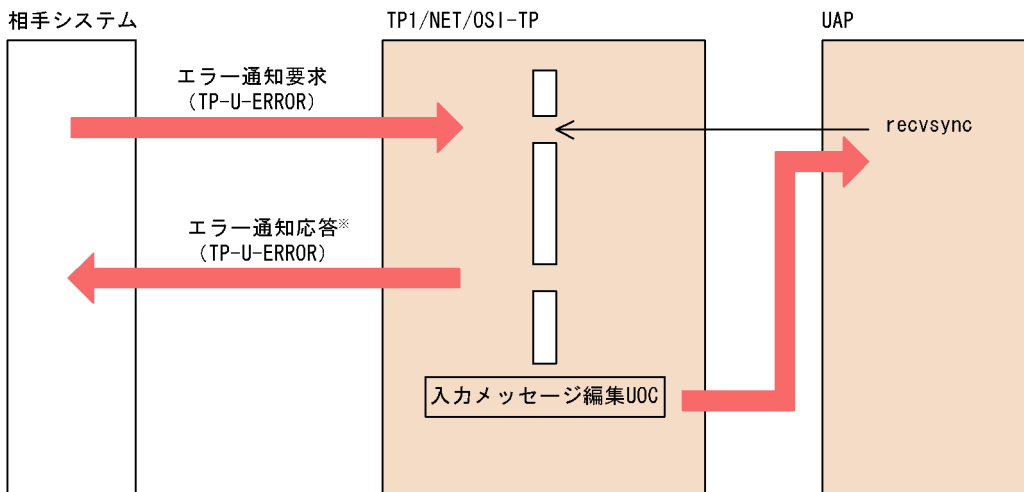 相手システム
TP1/NET/OSI-TP
UAP
エラー通知要求
(TP-U-ERROR)
recvsync
エラー通知応答※
(TP-U-ERROR)
入力メッセージ編集UOC